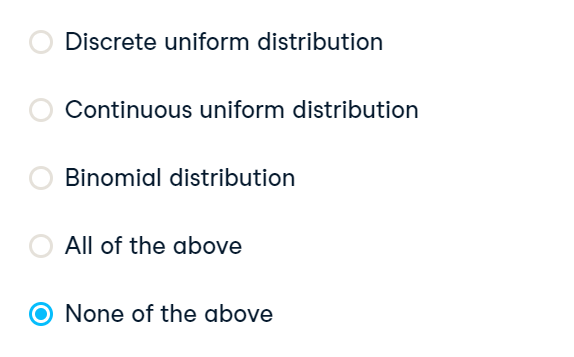 Discrete uniform distribution
Continuous uniform distribution
Binomial distribution
All of the above
None of the above